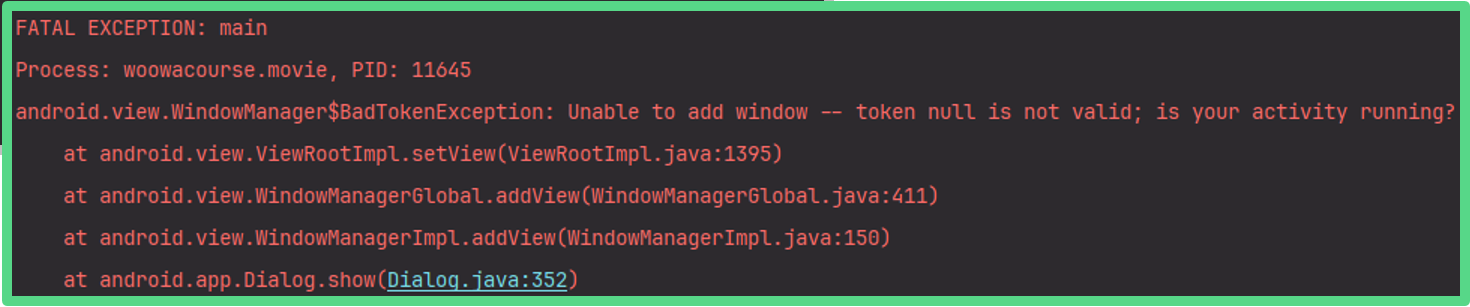 FATAL EXCEPTION: main
Process: woowacourse.movie, PID: 11645
android.view.WindowManager$BadTokenException: Unable to add window -- token null is not valid; is your activity running?
    at android.view.ViewRootImpl.setView(ViewRootImpl.java:1395)
    at android.view.WindowManagerGlobal.addView(WindowManagerGlobal.java:411)
    at android.view.WindowManagerImpl.addView(WindowManagerImpl.java:150)
    at android.app.Dialog.show(Dialog.java:352)